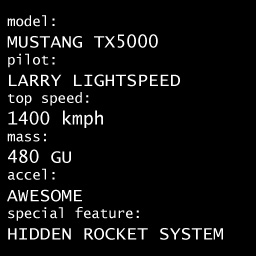 model:
MUSTANG TX5000
pilot:
LARRY LIGHTSPEED
top speed:
1400 kmph
mass:
480 GU
accel:
AWESOME
special feature:
HIDDEN ROCKET SYSTEM